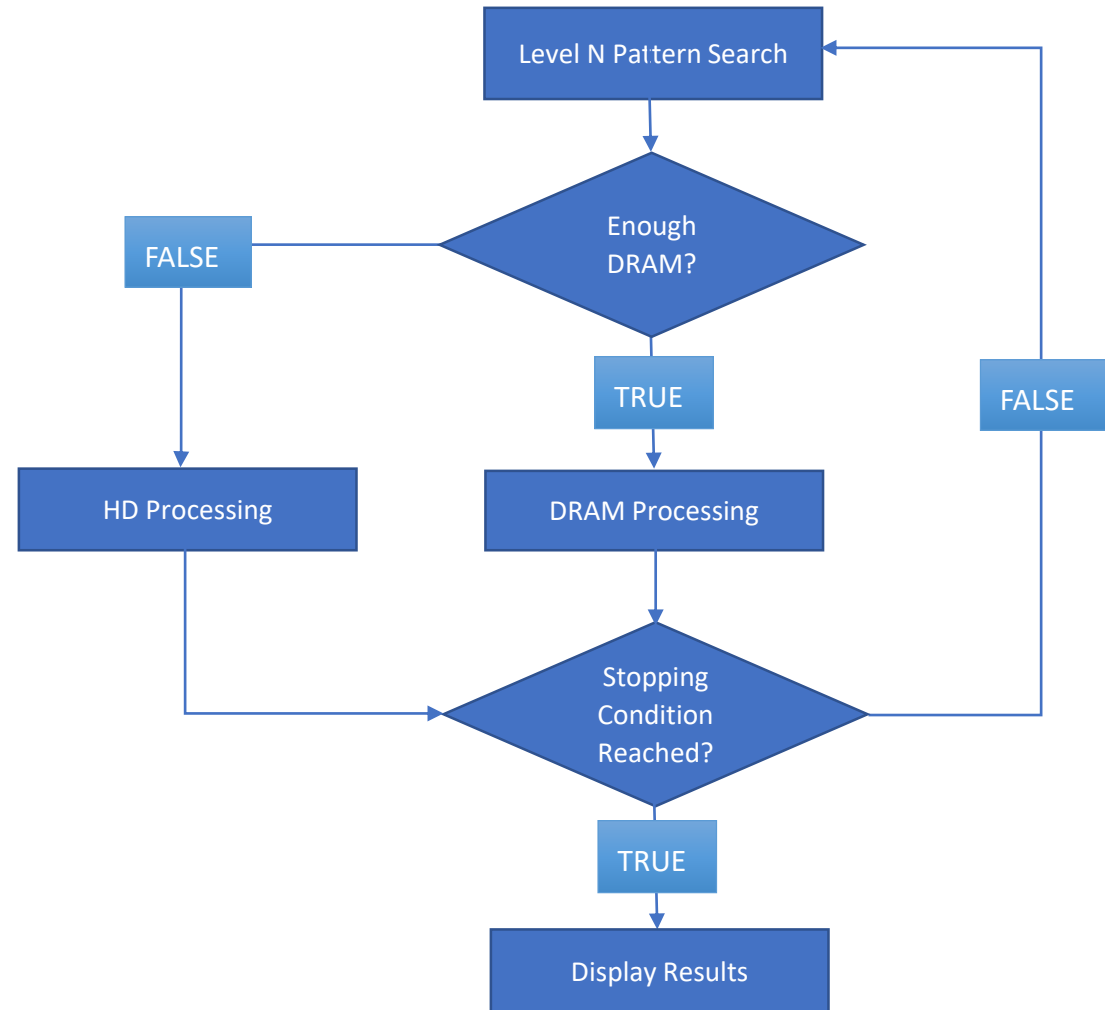 Level N Pattern Search
Enough
DRAM?
FALSE
TRUE
FALSE
HD Processing
DRAM Processing
Stopping
Condition
Reached?
TRUE
Display Results